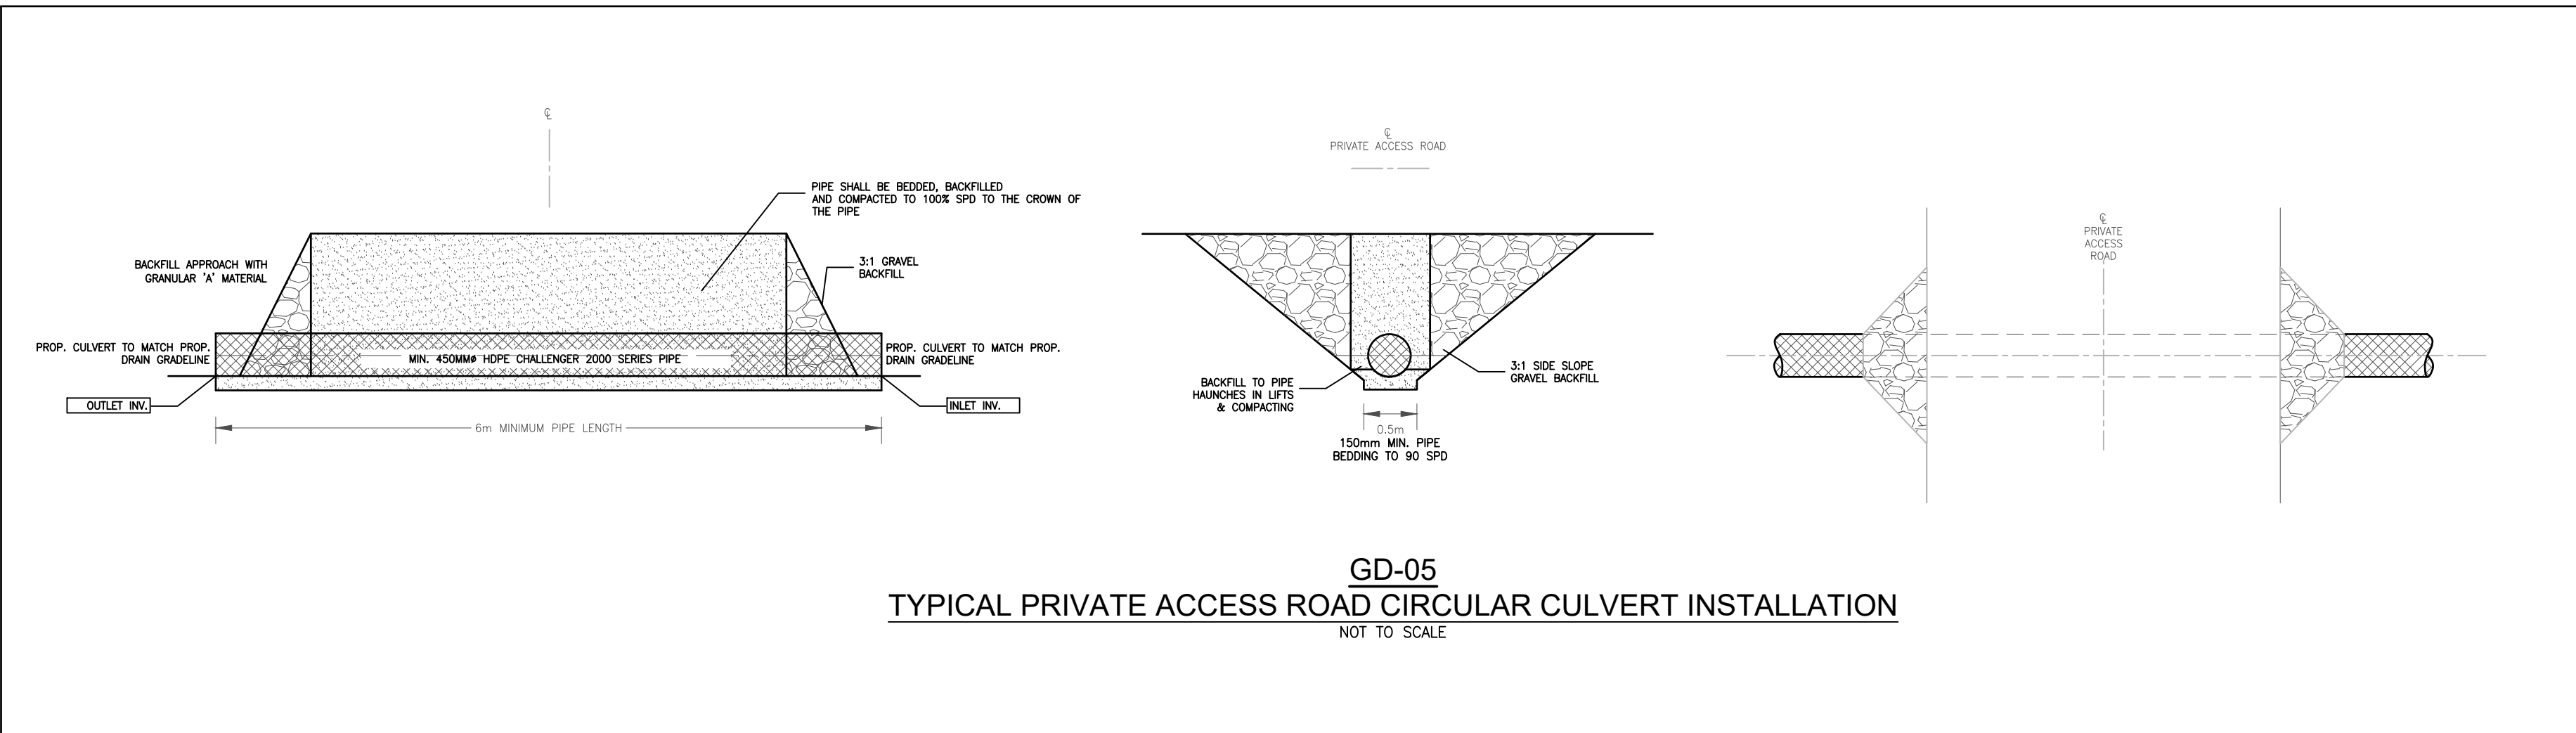 ℄
PIPE SHALL BE BEDDED, BACKFILLED
AND COMPACTED TO 100% SPD TO THE CROWN OF
THE PIPE
BACKFILL APPROACH WITH
GRANULAR 'A' MATERIAL
3:1 GRAVEL
BACKFILL
PROP. CULVERT TO MATCH PROP.
DRAIN GRADELINE
MIN. 450MMø HDPE CHALLENGER 2000 SERIES PIPE
PROP. CULVERT TO MATCH PROP.
DRAIN GRADELINE
OUTLET INV.
INLET INV.
6m MINIMUM PIPE LENGTH
℄
PRIVATE ACCESS ROAD
BACKFILL TO PIPE
HAUNCHES IN LIFTS
& COMPACTING
3:1 SIDE SLOPE
GRAVEL BACKFILL
0.5m
150mm MIN. PIPE
BEDDING TO 90 SPD
℄
PRIVATE
ACCESS
ROAD
GD-05
TYPICAL PRIVATE ACCESS ROAD CIRCULAR CULVERT INSTALLATION
NOT TO SCALE